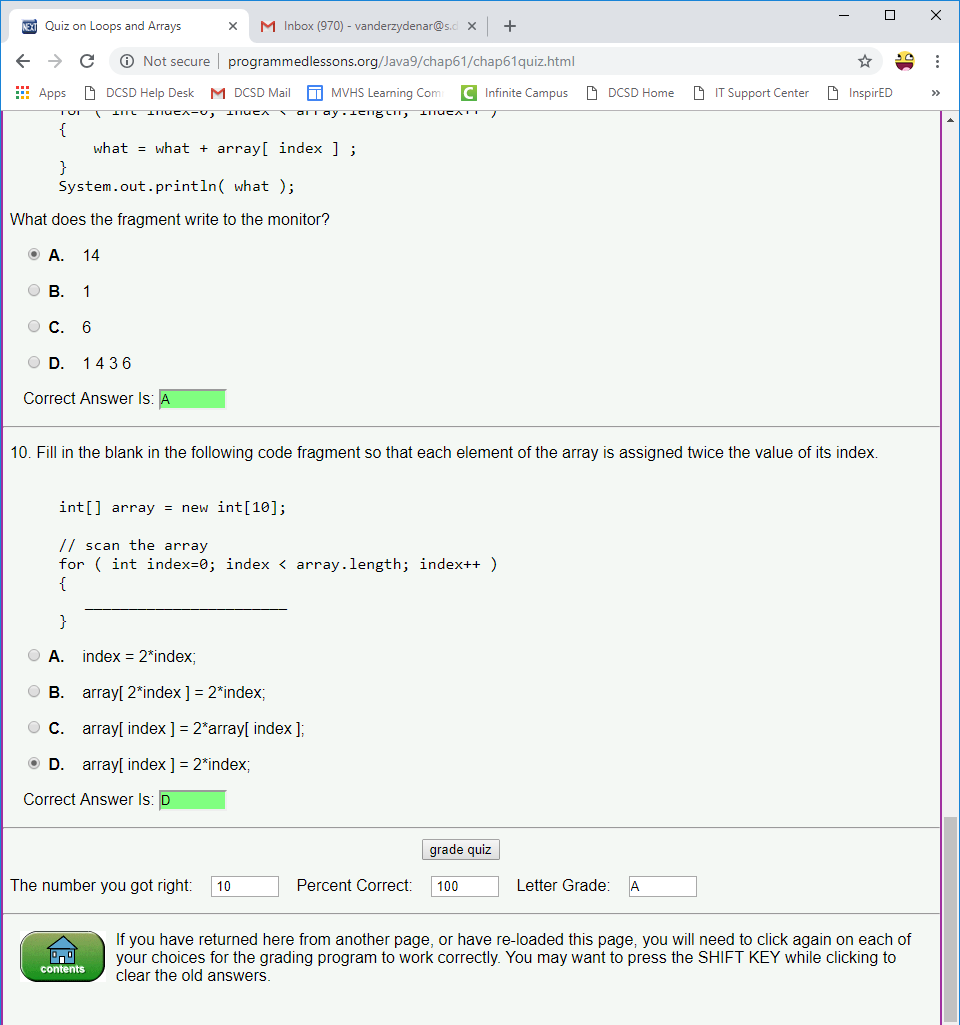 NEXT Quiz on Loops and Arrays
Inbox (970) - vanderzydenar@s.d
Not secure programmedlessons.org/Java9/chap61/chap61quiz.html
Apps DCSD Help Desk DCSD Mail MVHS Learning Com Infinite Campus DCSD Home IT Support Center InspirED »
for ( int index=0; index < array.length; index++ )
{
what = what + array[ index ] ;
}
System.out.println( what );
What does the fragment write to the monitor?
A. 14
B. 1
C. 6
D. 1 4 3 6
Correct Answer Is: A
10. Fill in the blank in the following code fragment so that each element of the array is assigned twice the value of its index.
int[] array = new int[10];
// scan the array
for ( int index=0; index < array.length; index++ )
{
_______________________
}
A. index = 2*index;
B. array[ 2*index ] = 2*index;
C. array[ index ] = 2*array[ index ];
D. array[ index ] = 2*index;
Correct Answer Is: D
grade quiz
The number you got right: 10 Percent Correct: 100 Letter Grade: A
contents
If you have returned here from another page, or have re-loaded this page, you will need to click again on each of
your choices for the grading program to work correctly. You may want to press the SHIFT KEY while clicking to
clear the old answers.